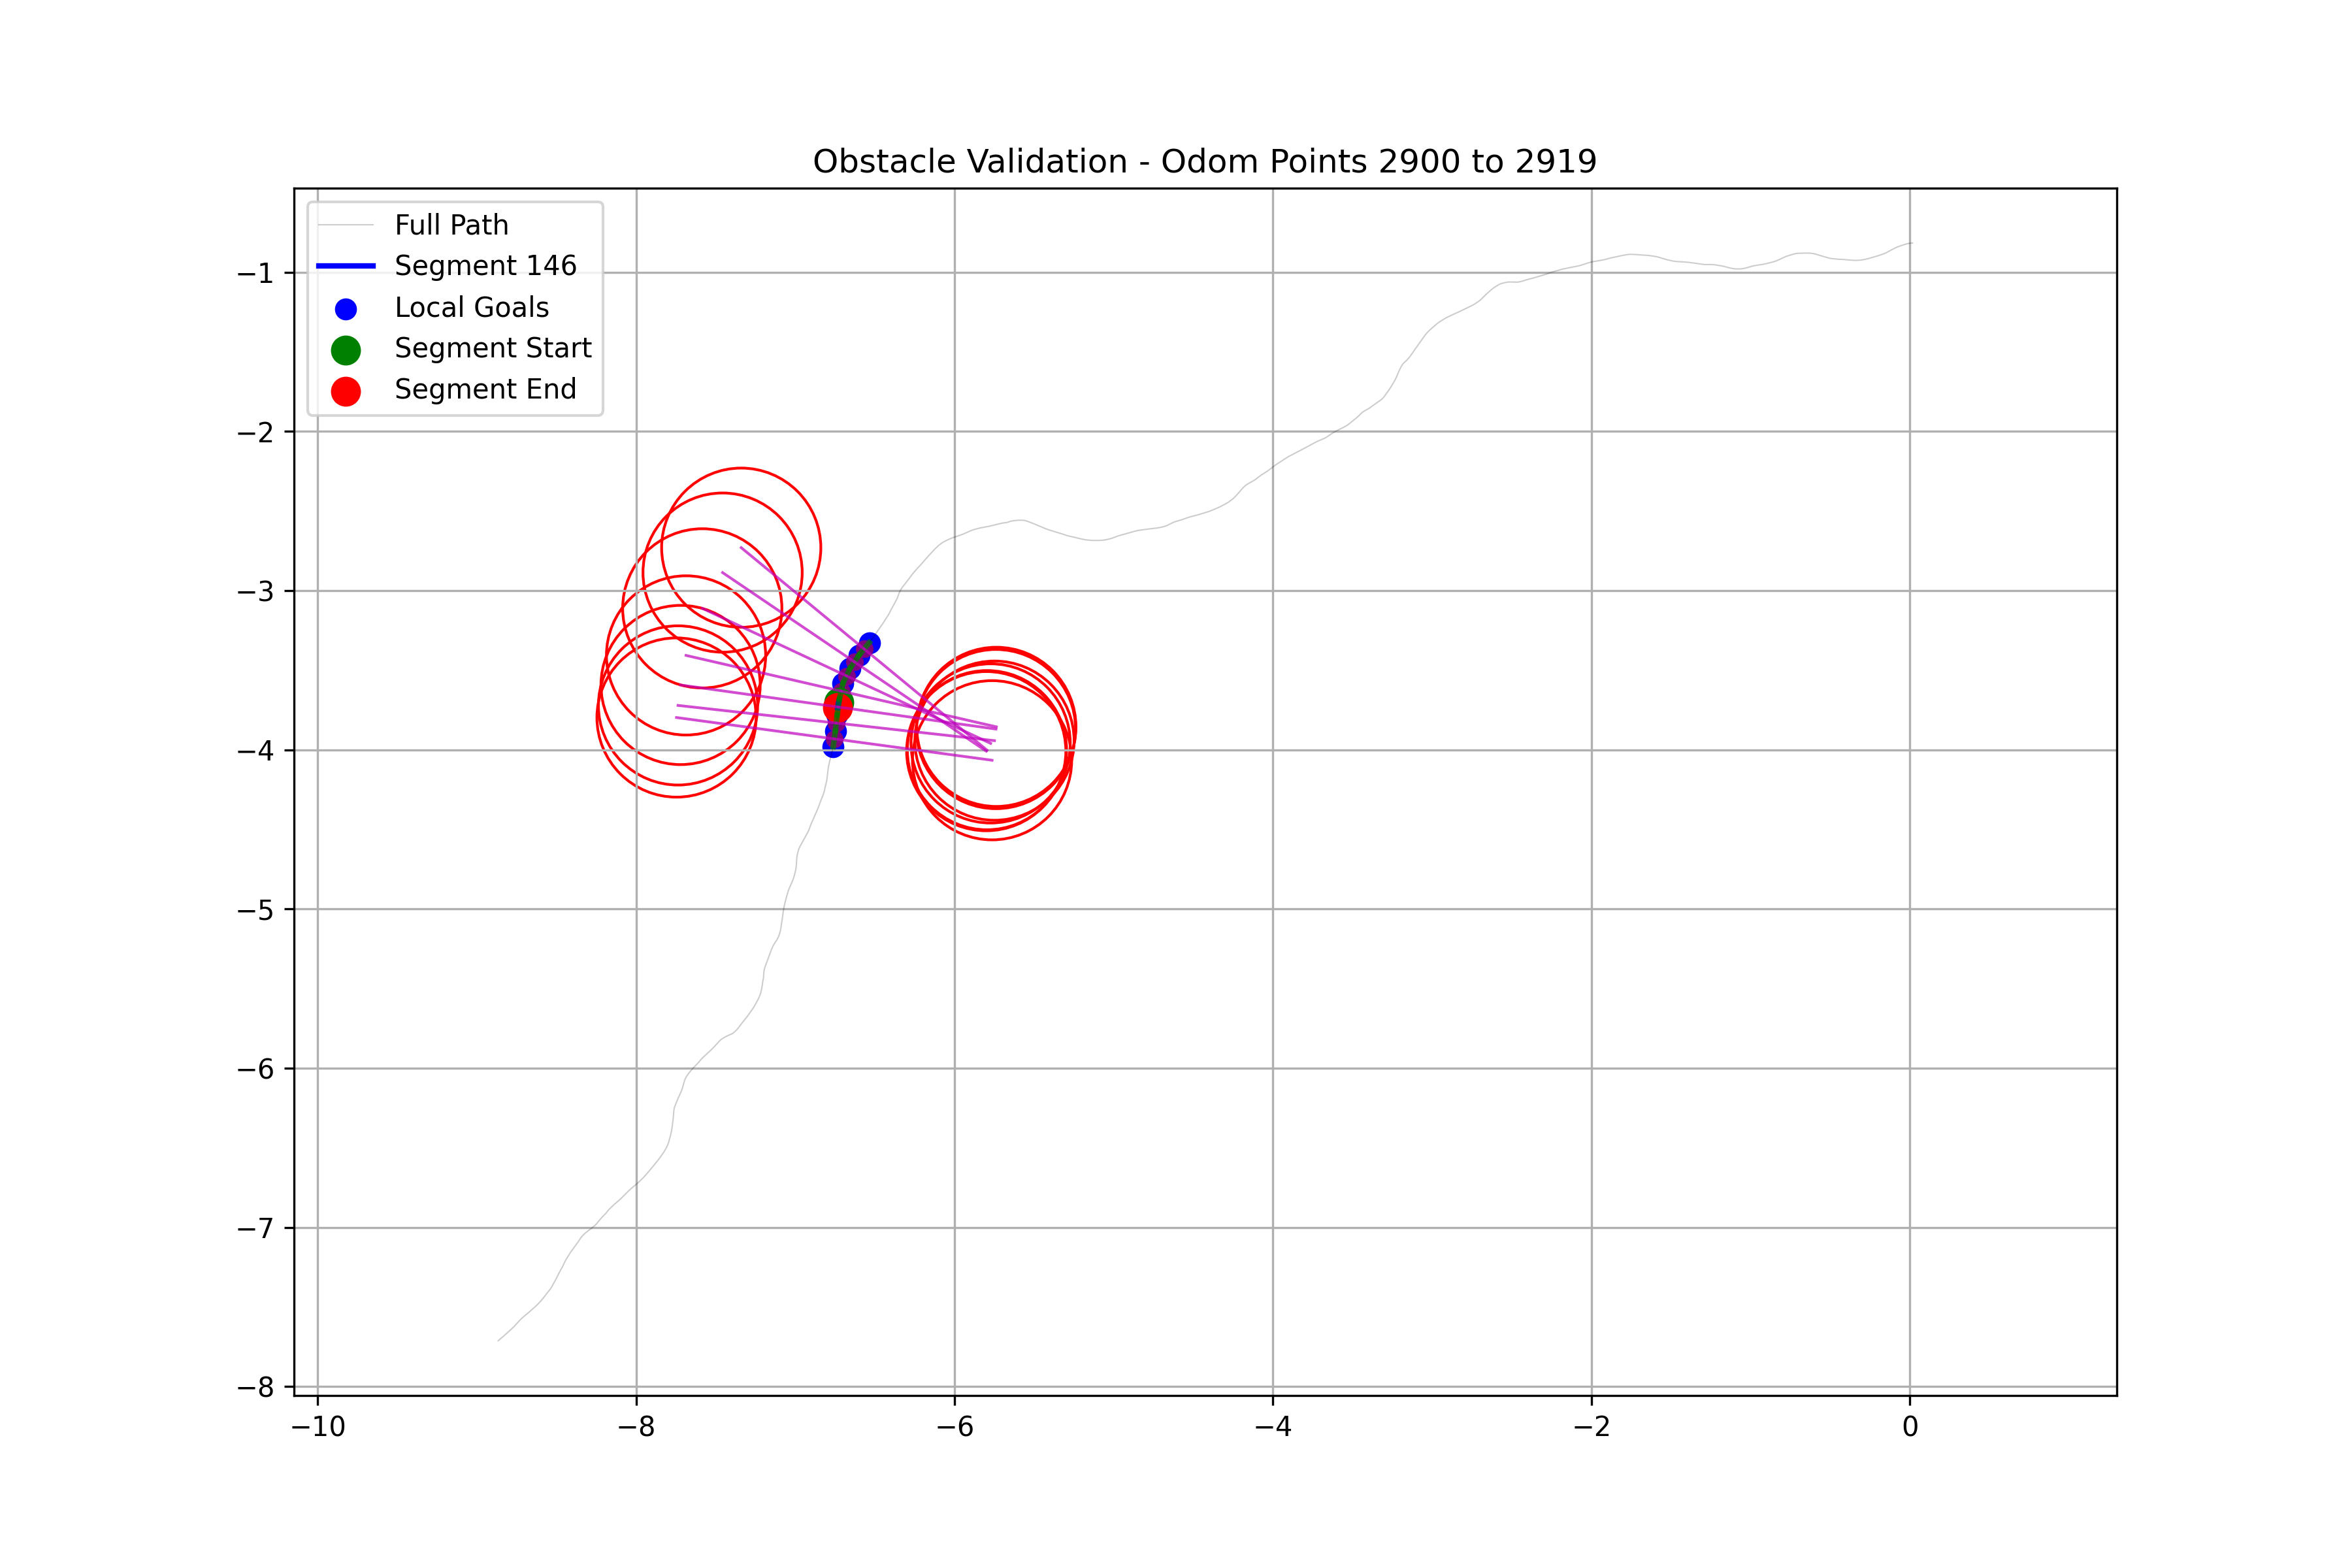 Obstacle Validation - Odom Points 2900 to 2919
Full Path
Segment 146
Local Goals
Segment Start
Segment End
−1
−2
−3
−4
−5
−6
−7
−8
−10
−8
−6
−4
−2
0